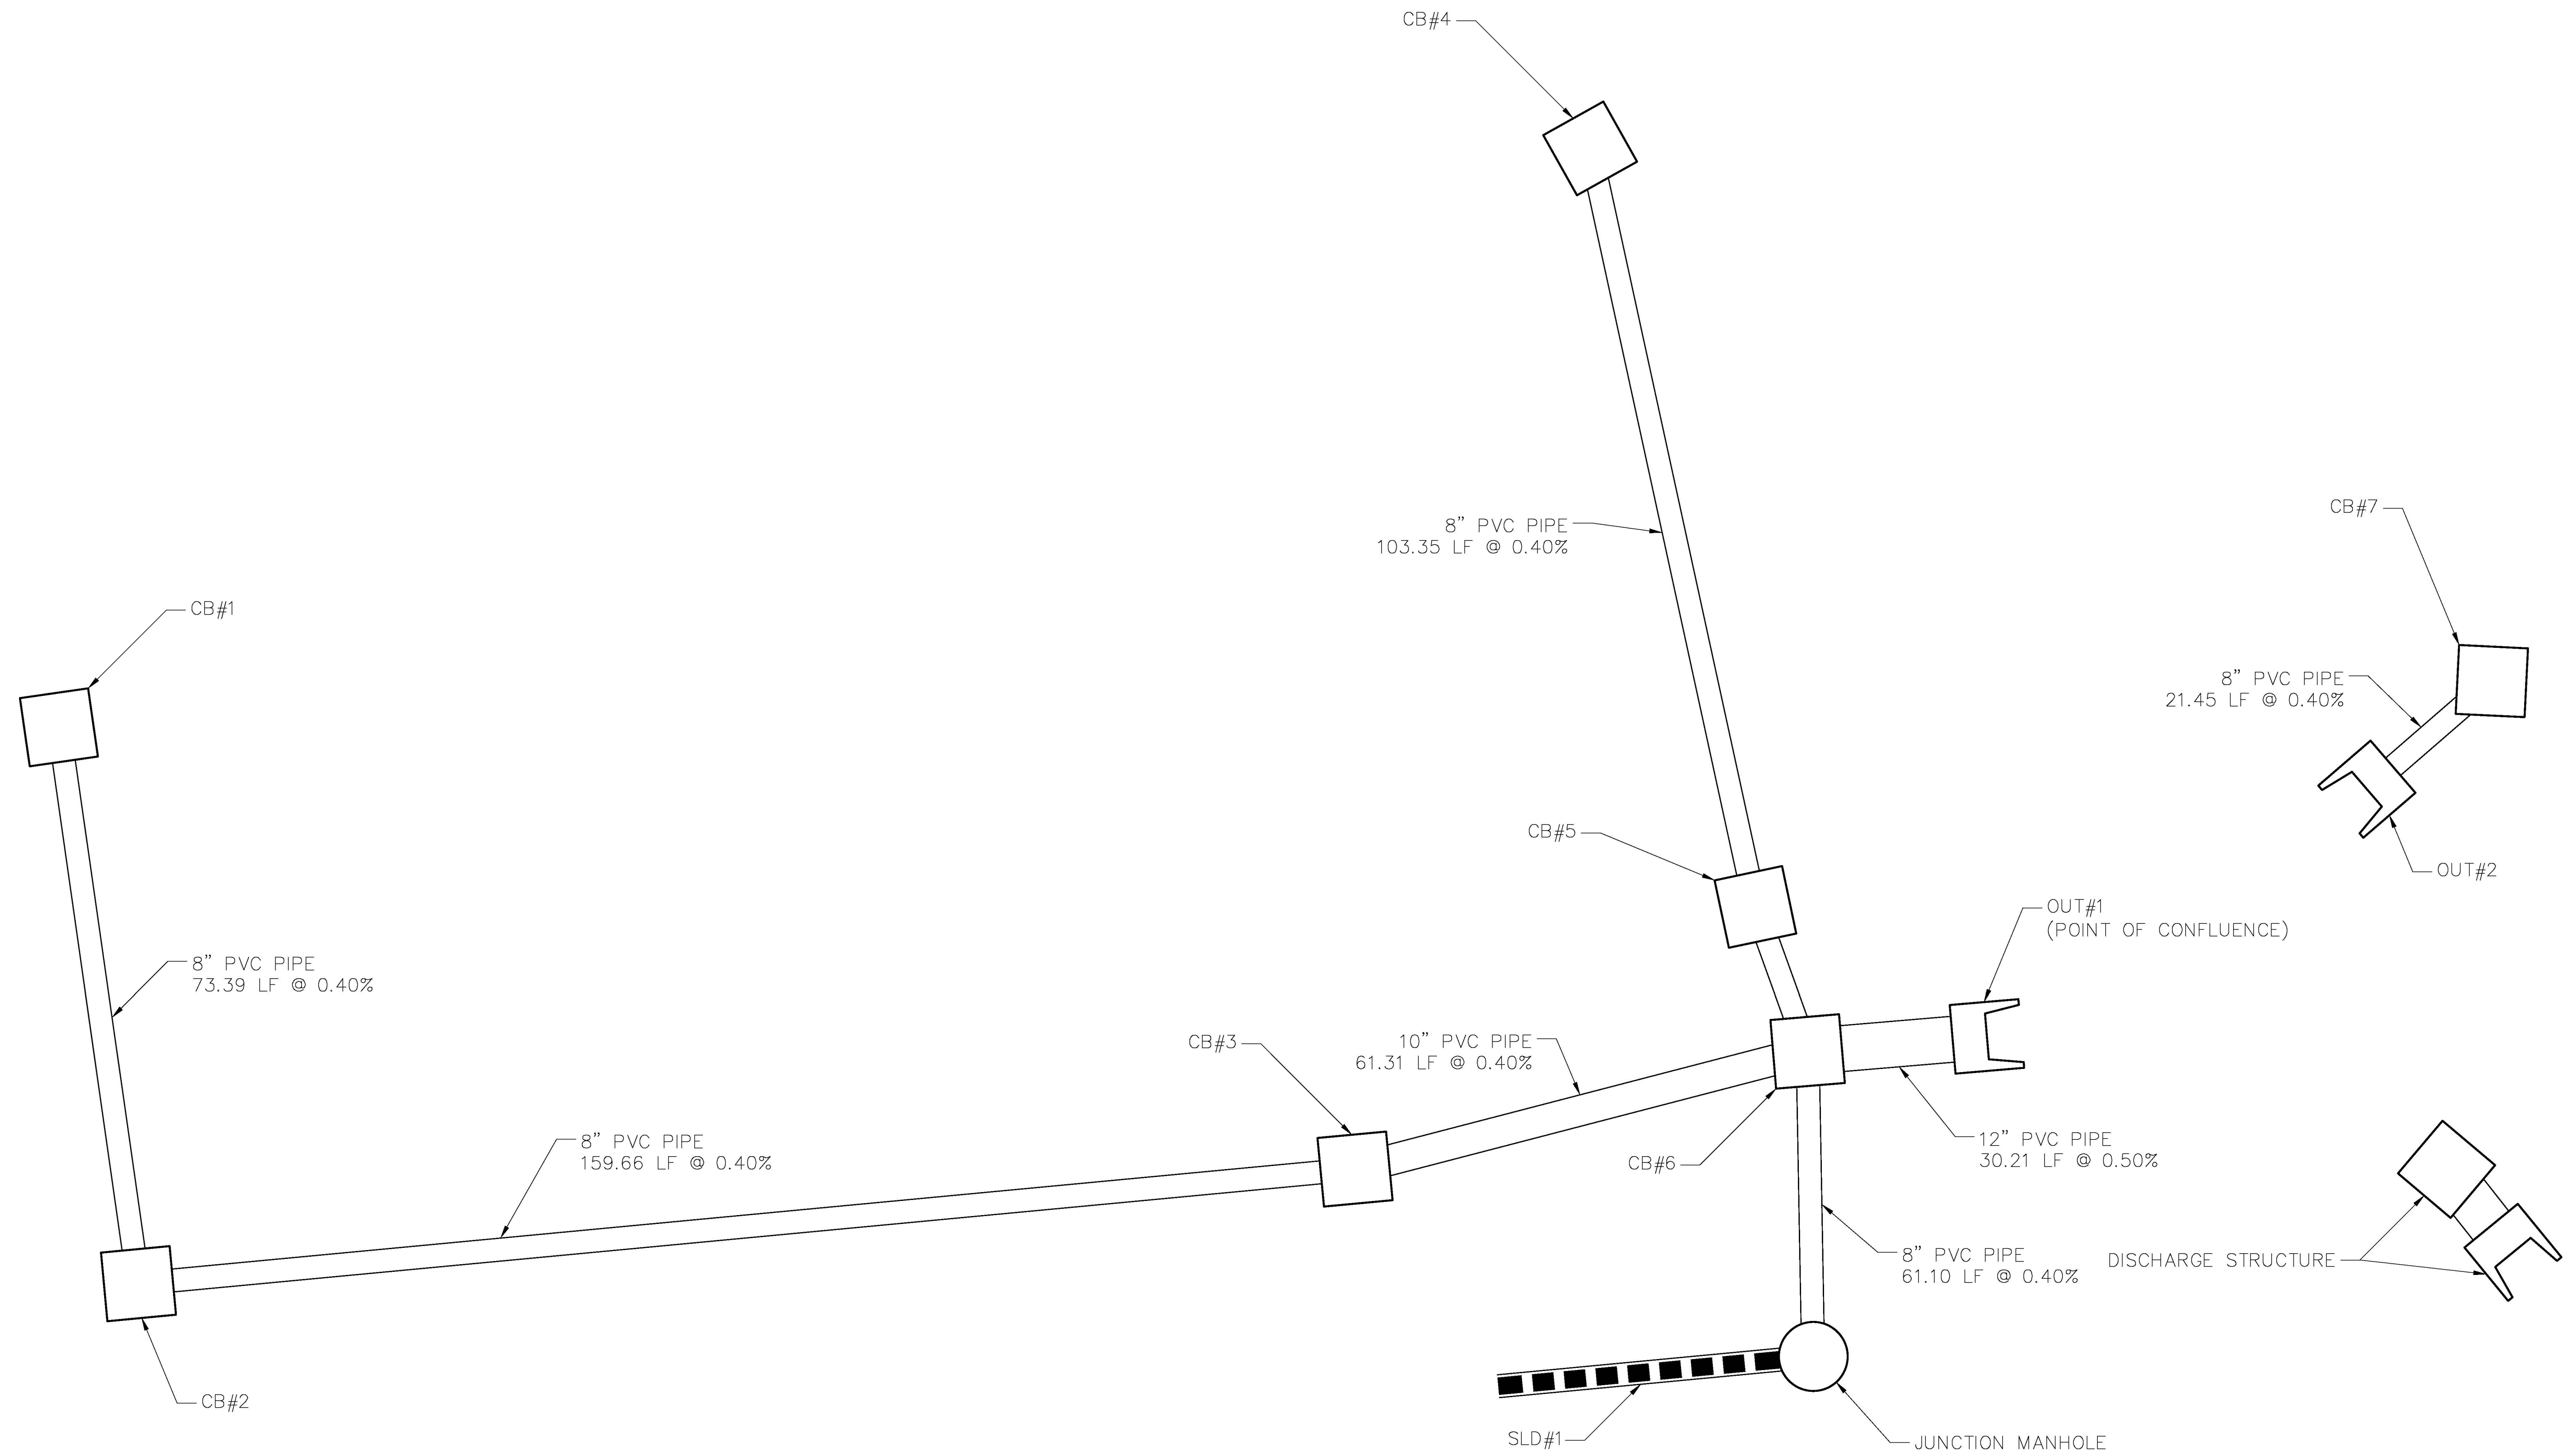 CB#4
CB#7
8" PVC PIPE
103.35 LF @ 0.40%
CB#1
8" PVC PIPE
21.45 LF @ 0.40%
CB#5
OUT#2
OUT#1
(POINT OF CONFLUENCE)
8" PVC PIPE
73.39 LF @ 0.40%
CB#3
10" PVC PIPE
61.31 LF @ 0.40%
8" PVC PIPE
159.66 LF @ 0.40%
CB#6
12" PVC PIPE
30.21 LF @ 0.50%
8" PVC PIPE
61.10 LF @ 0.40%
DISCHARGE STRUCTURE
CB#2
SLD#1
JUNCTION MANHOLE